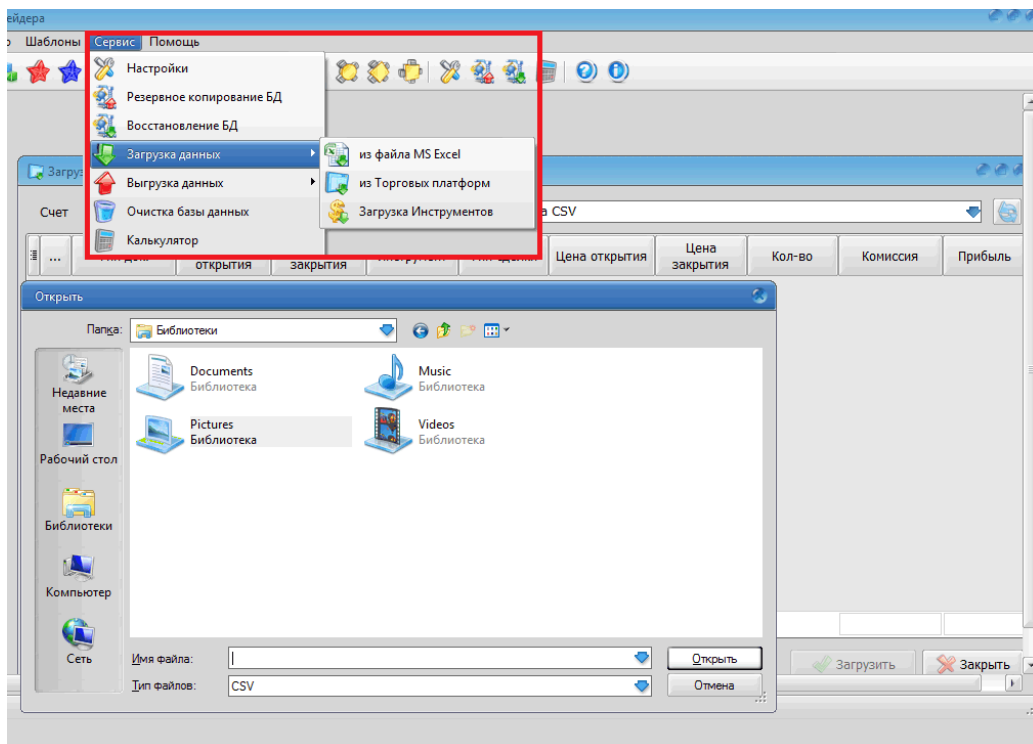 ейдера
Шаблоны Сервис Помощь
Настройки
Резервное копирование БД
Восстановление БД
Загрузка данных
из файла MS Excel
Выгрузка данных
из Торговых платформ
Очистка базы данных
Загрузка Инструментов
Калькулятор
Загру
Счет
CSV
...
открытия
закрытия
Цена открытия
Цена закрытия
Кол-во
Комиссия
Прибыль
Открыть
Папка:
Библиотеки
Недавние места
Рабочий стол
Библиотеки
Компьютер
Сеть
Documents
Библиотека
Music
Библиотека
Pictures
Библиотека
Videos
Библиотека
Имя файла:
Открыть
Тип файлов:
CSV
Отмена
Загрузить
Закрыть